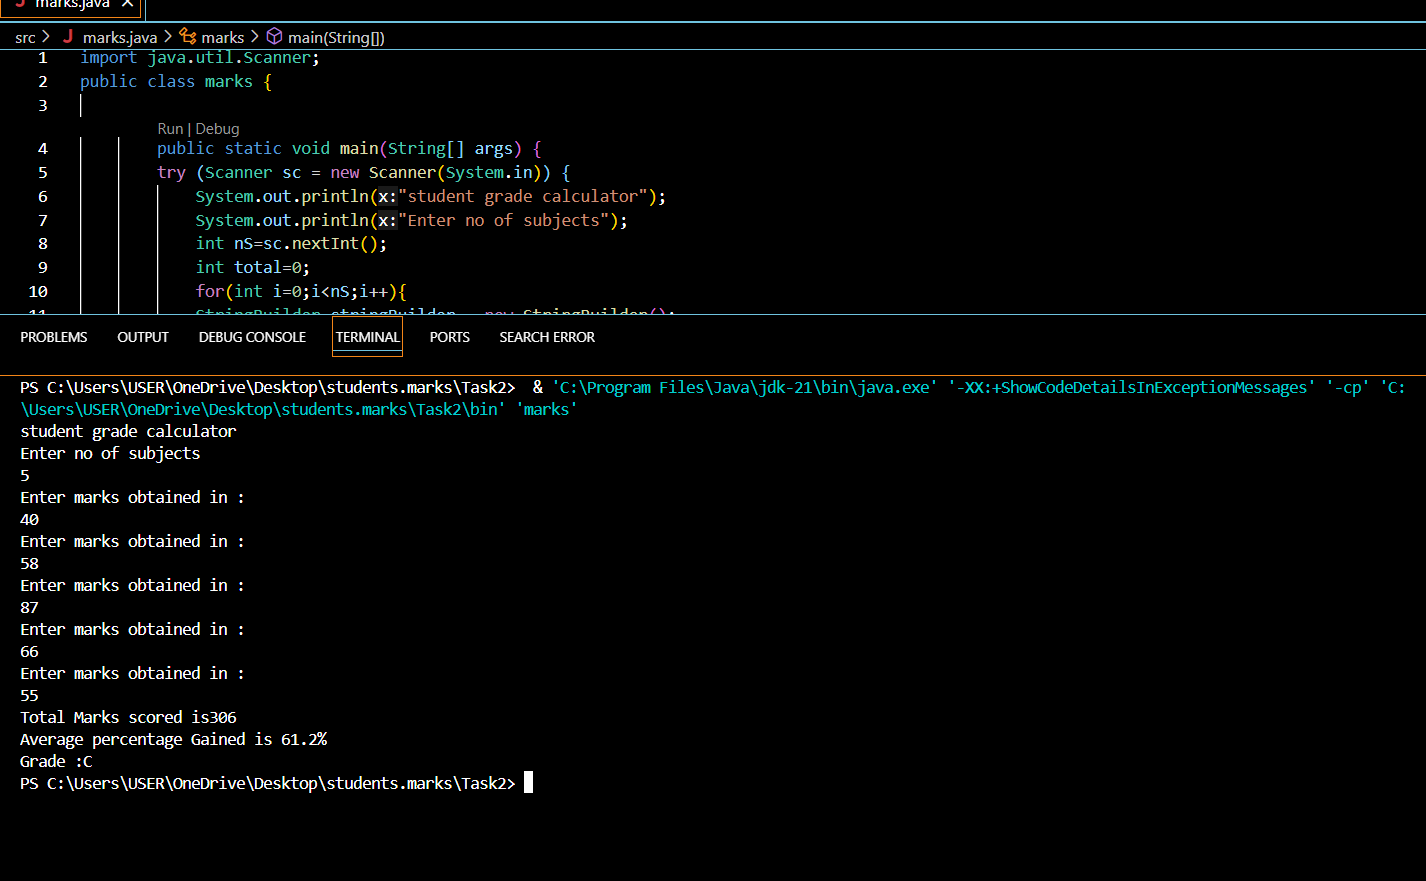 marks.java
src > marks.java > marks > main(String[])
1 import java.util.Scanner;
2 public class marks {
3
Run | Debug
4 public static void main(String[] args) {
5 try (Scanner sc = new Scanner(System.in)) {
6 System.out.println(x:"student grade calculator");
7 System.out.println(x:"Enter no of subjects");
8 int nS=sc.nextInt();
9 int total=0;
10 for(int i=0;i<nS;i++){
11 StringBuilder stringBuilder = new StringBuilder();
PROBLEMS OUTPUT DEBUG CONSOLE TERMINAL PORTS SEARCH ERROR
PS C:\Users\USER\OneDrive\Desktop\students.marks\Task2> & 'C:\Program Files\Java\jdk-21\bin\java.exe' '-XX:+ShowCodeDetailsInExceptionMessages' '-cp' 'C:
\Users\USER\OneDrive\Desktop\students.marks\Task2\bin' 'marks'
student grade calculator
Enter no of subjects
5
Enter marks obtained in :
40
Enter marks obtained in :
58
Enter marks obtained in :
87
Enter marks obtained in :
66
Enter marks obtained in :
55
Total Marks scored is306
Average percentage Gained is 61.2%
Grade :C
PS C:\Users\USER\OneDrive\Desktop\students.marks\Task2>